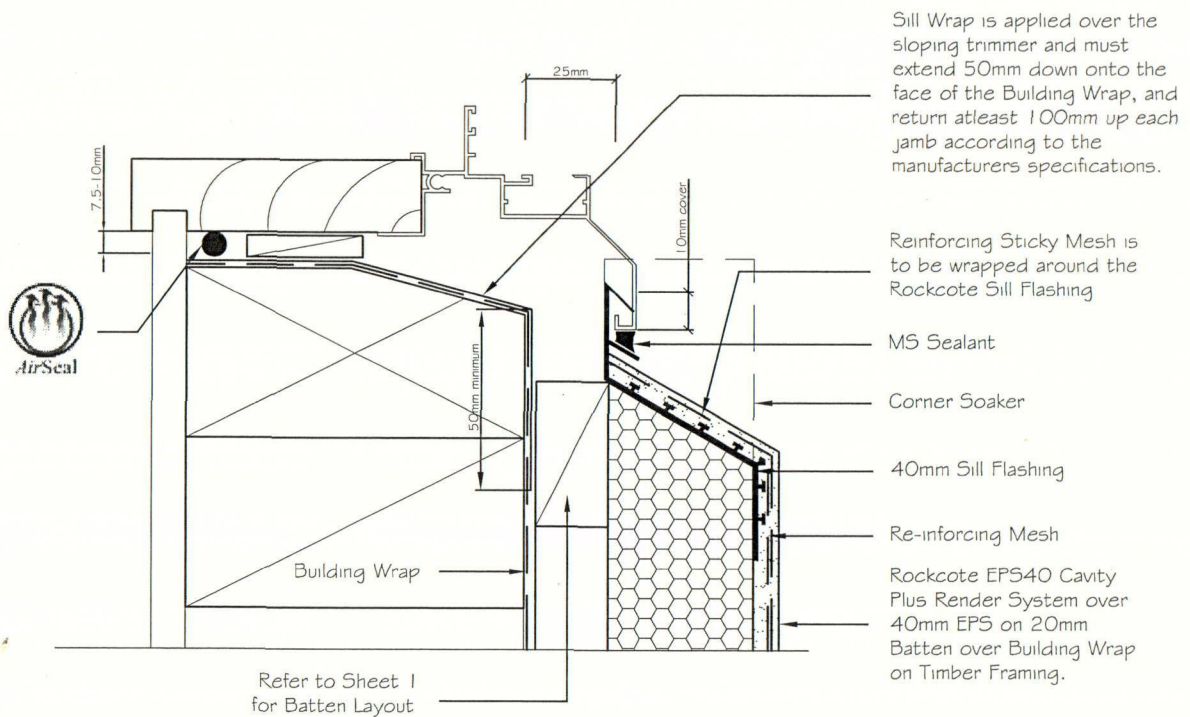 Sill Wrap is applied over the
sloping trimmer and must
extend 50mm down onto the
face of the Building Wrap, and
return atleast 100mm up each
jamb according to the
manufacturers specifications.
25mm
7.5-10mm
10mm cover
Reinforcing Sticky Mesh is
to be wrapped around the
Rockcote Sill Flashing
AirSeal
MS Sealant
50mm minimum
Corner Soaker
40mm Sill Flashing
Re-inforcing Mesh
Building Wrap
Rockcote EPS40 Cavity
Plus Render System over
40mm EPS on 20mm
Batten over Building Wrap
on Timber Framing.
Refer to Sheet 1
for Batten Layout